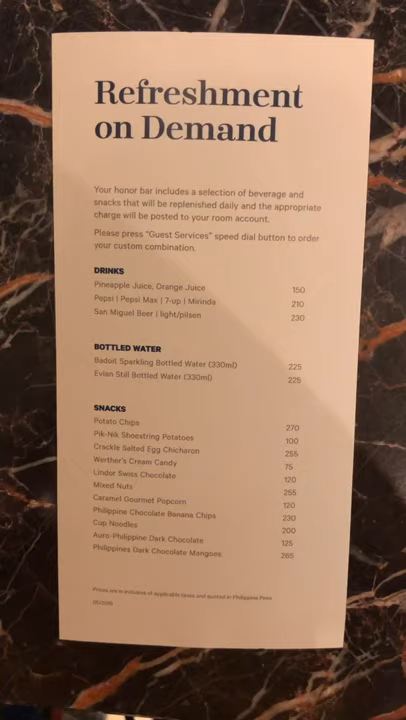 Refreshment
on Demand
Your honor bar includes a selection of beverage and
snacks that will be replenished daily and the appropriate
charge will be posted to your room account.
Please press "Guest Services" speed dial button to order
your custom combination.
DRINKS
Pineapple Juice, Orange Juice 150
Pepsi | Pepsi Max | 7-up | Mirinda 210
San Miguel Beer | light/pilsen 230
BOTTLED WATER
Badoit Sparkling Bottled Water (330ml) 225
Evian Still Bottled Water (330ml) 225
SNACKS
Potato Chips 270
Pik-Nik Shoestring Potatoes 100
Crackle Salted Egg Chicharon 255
Werther's Cream Candy 75
Lindor Swiss Chocolate 120
Mixed Nuts 255
Caramel Gourmet Popcorn 120
Philippine Chocolate Banana Chips 230
Cup Noodles 200
Auro-Philippine Dark Chocolate 125
Philippines Dark Chocolate Mangoes 265
Prices are in inclusive of applicable taxes and quoted in Philippine Peso